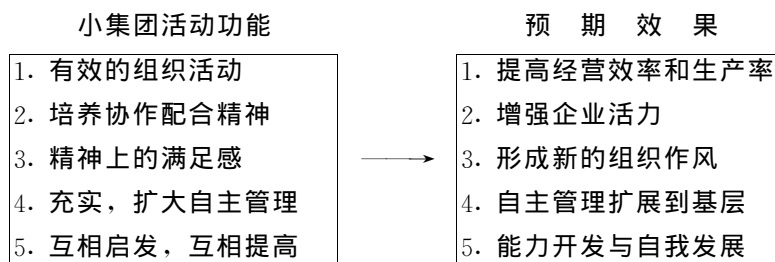 小集团活动功能
1. 有效的组织活动
2. 培养协作配合精神
3. 精神上的满足感
4. 充实，扩大自主管理
5. 互相启发，互相提高
预期效果
1. 提高经营效率和生产率
2. 增强企业活力
3. 形成新的组织作风
4. 自主管理扩展到基层
5. 能力开发与自我发展